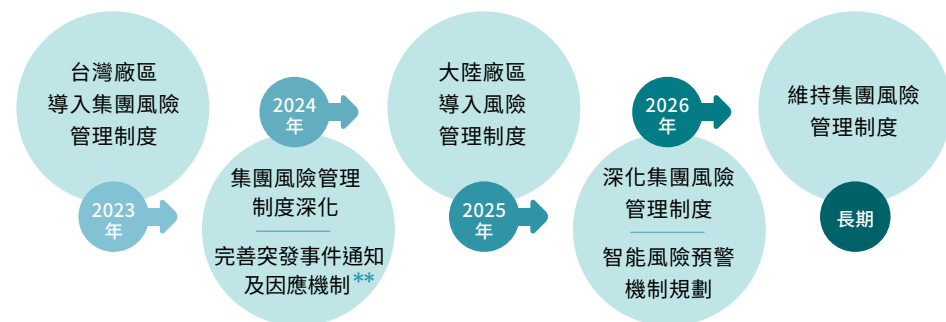 台灣廠區
導入集團風險
管理制度
2023
年
2024
年
集團風險管理
制度深化
完善突發事件通知
及因應機制**
大陸廠區
導入風險
管理制度
2025
年
2026
年
深化集團風險
管理制度
智能風險預警
機制規劃
維持集團風險
管理制度
長期